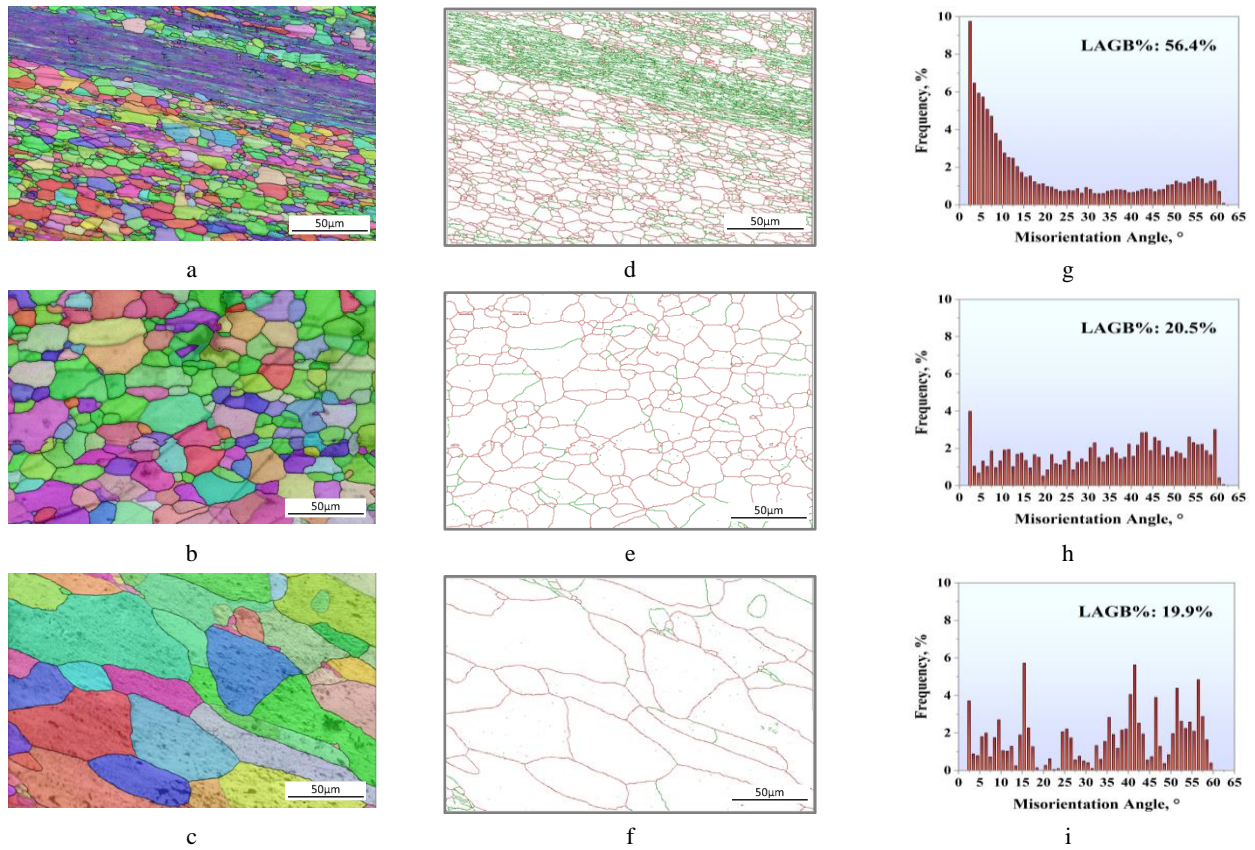 50μm
50μm
10
8
6
4
2
0
Frequency, %
LAGB%: 56.4%
0 5 10 15 20 25 30 35 40 45 50 55 60 65
Misorientation Angle, °
a
d
g
50μm
50μm
10
8
6
4
2
0
Frequency, %
LAGB%: 20.5%
0 5 10 15 20 25 30 35 40 45 50 55 60 65
Misorientation Angle, °
b
e
h
50μm
50μm
10
8
6
4
2
0
Frequency, %
LAGB%: 19.9%
0 5 10 15 20 25 30 35 40 45 50 55 60 65
Misorientation Angle, °
c
f
i